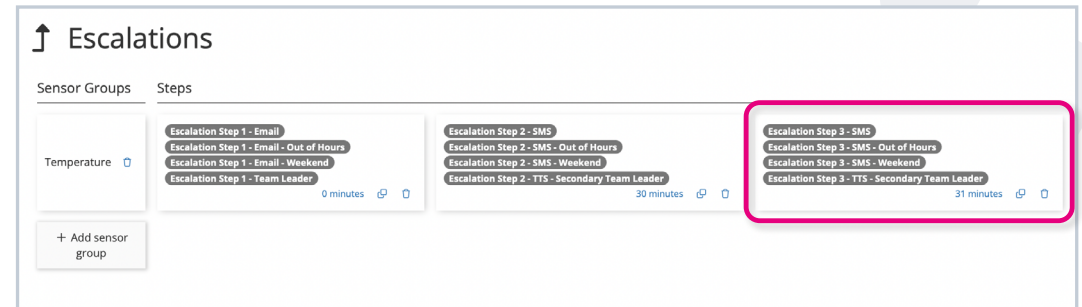 Escalations
Sensor Groups
Steps
Temperature
Escalation Step 1 - Email
Escalation Step 1 - Email - Out of Hours
Escalation Step 1 - Email - Weekend
Escalation Step 1 - Team Leader
0 minutes
Escalation Step 2 - SMS
Escalation Step 2 - SMS - Out of Hours
Escalation Step 2 - SMS - Weekend
Escalation Step 2 - TTS - Secondary Team Leader
30 minutes
Escalation Step 3 - SMS
Escalation Step 3 - SMS - Out of Hours
Escalation Step 3 - SMS - Weekend
Escalation Step 3 - TTS - Secondary Team Leader
31 minutes
+ Add sensor
group